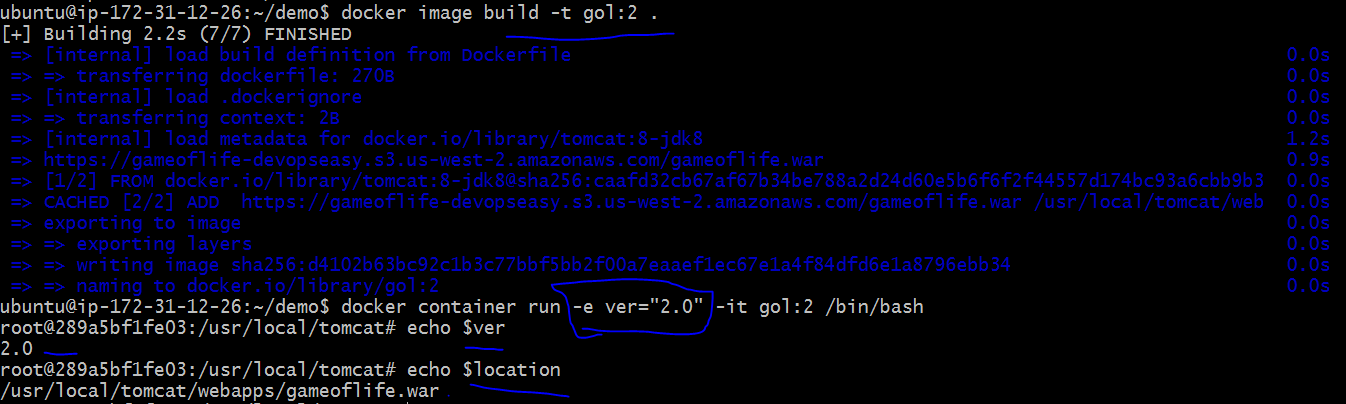 ubuntu@ip-172-31-12-26:~/demo$ docker image build -t gol:2 .
[+] Building 2.2s (7/7) FINISHED
=> [internal] load build definition from Dockerfile 0.0s
=> => transferring dockerfile: 270B 0.0s
=> [internal] load .dockerignore 0.0s
=> => transferring context: 2B 0.0s
=> [internal] load metadata for docker.io/library/tomcat:8-jdk8 1.2s
=> https://gameoflife-devopseasy.s3.us-west-2.amazonaws.com/gameoflife.war 0.9s
=> [1/2] FROM docker.io/library/tomcat:8-jdk8@sha256:caafd32cb67af67b34be788a2d24d60e5b6f6f2f44557d174bc93a6cbb9b3 0.0s
=> CACHED [2/2] ADD https://gameoflife-devopseasy.s3.us-west-2.amazonaws.com/gameoflife.war /usr/local/tomcat/web 0.0s
=> exporting to image 0.0s
=> => exporting layers 0.0s
=> => writing image sha256:d4102b63bc92c1b3c77bbf5bb2f00a7eaaef1ec67e1a4f84dfd6e1a8796ebb34 0.0s
=> => naming to docker.io/library/gol:2 0.0s
ubuntu@ip-172-31-12-26:~/demo$ docker container run -e ver="2.0" -it gol:2 /bin/bash
root@289a5bf1fe03:/usr/local/tomcat# echo $ver
2.0
root@289a5bf1fe03:/usr/local/tomcat# echo $location
/usr/local/tomcat/webapps/gameoflife.war